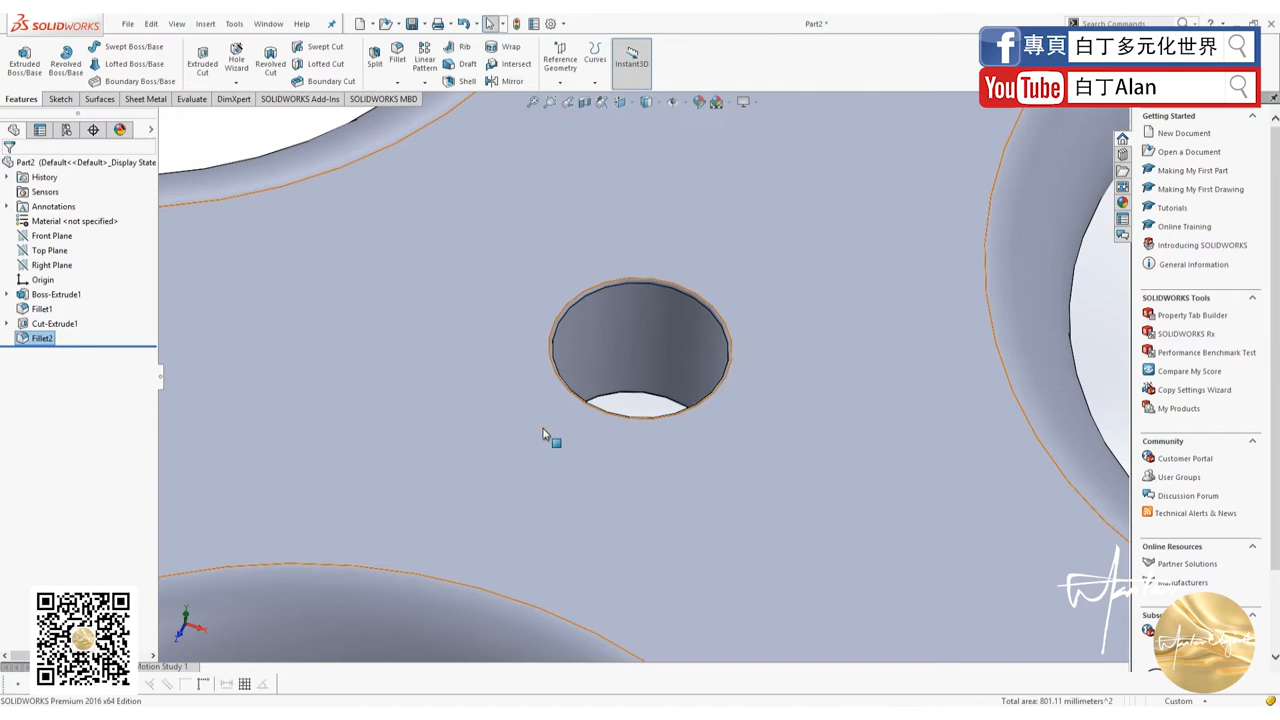 SOLIDWORKS
File
Edit
View
Insert
Tools
Window
Help
Part2 *
Search Commands
專頁 白丁多元化世界
YouTube 白丁Alan
Extruded Boss/Base
Revolved Boss/Base
Swept Boss/Base
Lofted Boss/Base
Boundary Boss/Base
Extruded Cut
Hole Wizard
Revolved Cut
Swept Cut
Lofted Cut
Boundary Cut
Split
Fillet
Linear Pattern
Rib
Draft
Shell
Wrap
Intersect
Mirror
Reference Geometry
Curves
Instant3D
Features
Sketch
Surfaces
Sheet Metal
Evaluate
DimXpert
SOLIDWORKS Add-Ins
SOLIDWORKS MBD
Part2 (Default<<Default>_Display State
History
Sensors
Annotations
Material <not specified>
Front Plane
Top Plane
Right Plane
Origin
Boss-Extrude1
Fillet1
Cut-Extrude1
Fillet2
Getting Started
New Document
Open a Document
Making My First Part
Making My First Drawing
Tutorials
Online Training
Introducing SOLIDWORKS
General Information
SOLIDWORKS Tools
Property Tab Builder
SOLIDWORKS Rx
Performance Benchmark Test
Compare My Score
Copy Settings Wizard
My Products
Community
Customer Portal
User Groups
Discussion Forum
Technical Alerts & News
Online Resources
Partner Solutions
Manufacturers
Motion Study 1
SOLIDWORKS Premium 2016 x64 Edition
Total area: 801.11 millimeters^2
Custom